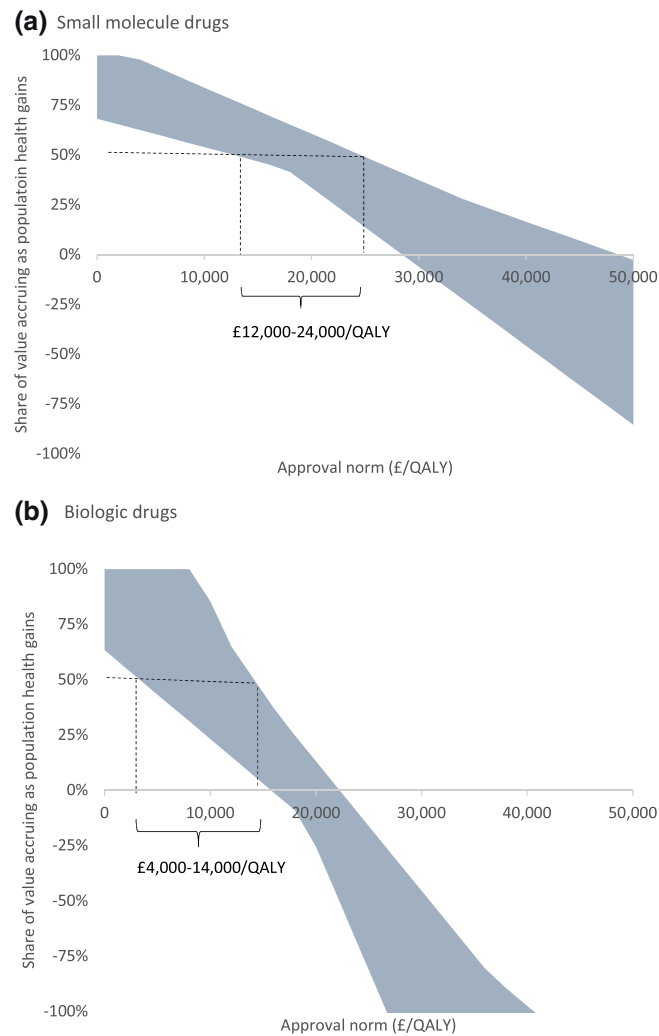 (a) Small molecule drugs
Share of value accruing as populatoin health gains
100%
75%
50%
25%
0%
-25%
-50%
-75%
-100%
0 10,000 20,000 30,000 40,000 50,000
£12,000-24,000/QALY
Approval norm (£/QALY)
(b) Biologic drugs
Share of value accruing as population health gains
100%
75%
50%
25%
0%
-25%
-50%
-75%
-100%
0 10,000 20,000 30,000 40,000 50,000
£4,000-14,000/QALY
Approval norm (£/QALY)